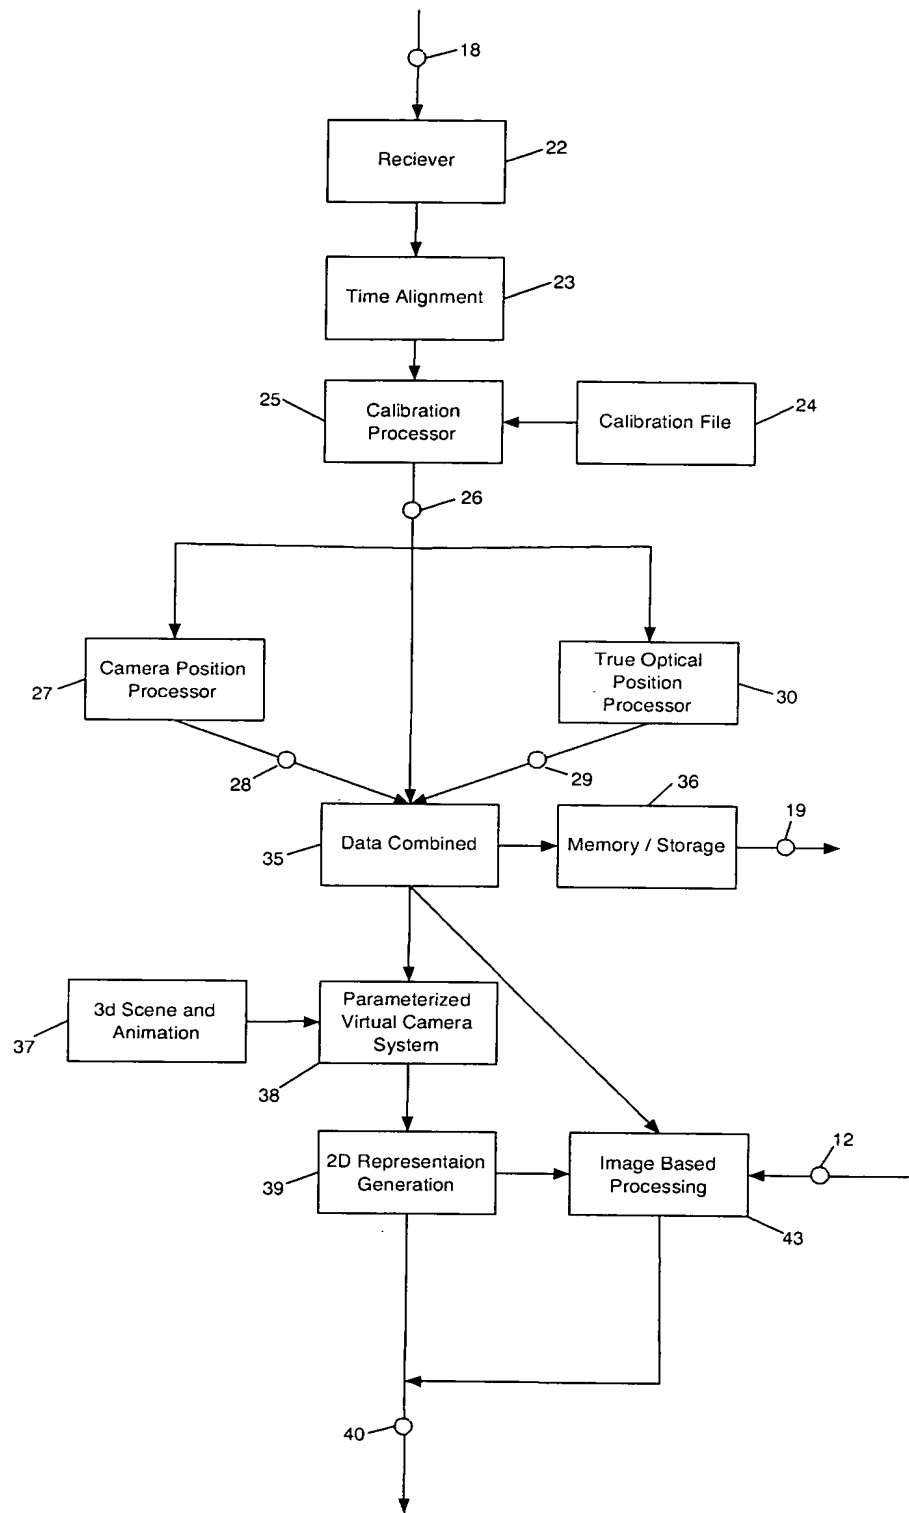 18
Reciever
22
Time Alignment
23
25
Calibration
Processor
Calibration File
24
26
Camera Position
Processor
27
True Optical
Position
Processor
30
28
29
36
19
35
Data Combined
Memory / Storage
3d Scene and
Animation
37
Parameterized
Virtual Camera
System
38
12
2D Representaion
Generation
39
Image Based
Processing
43
40